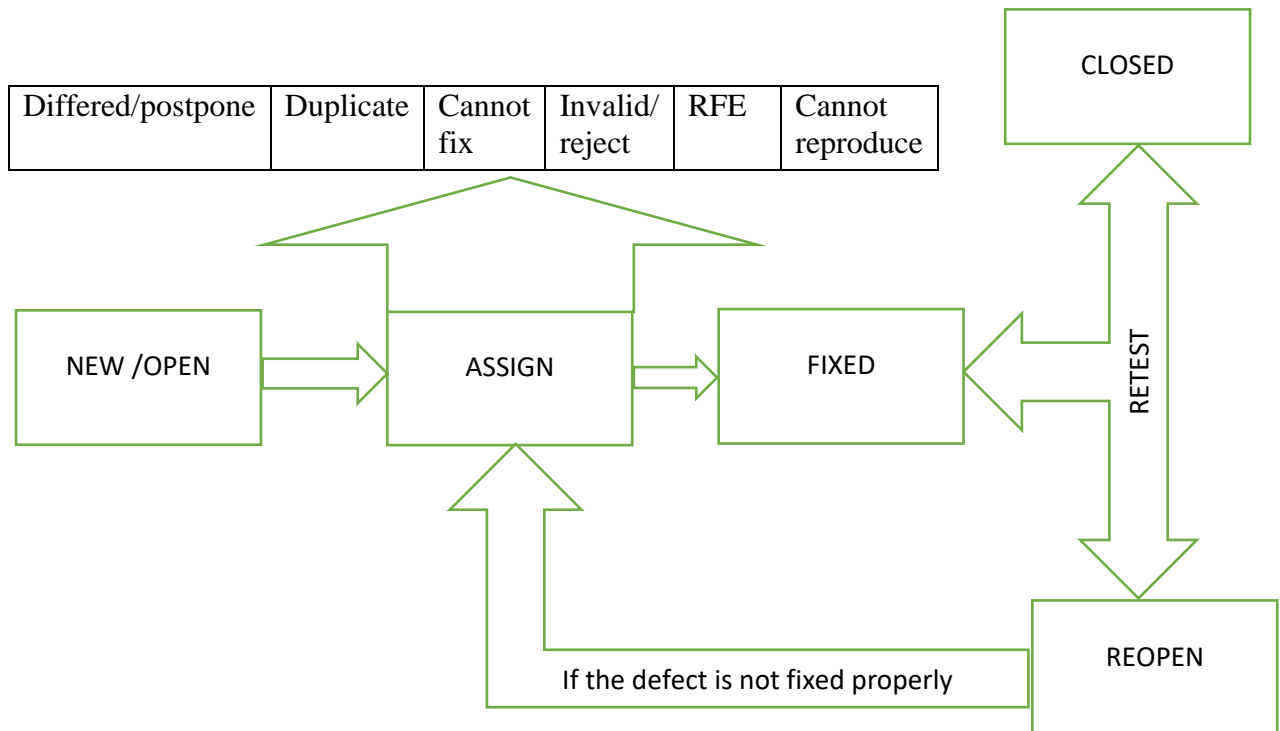 CLOSED
Differed/postpone Duplicate Cannot Invalid/ RFE Cannot
fix reject reproduce
NEW /OPEN ASSIGN FIXED
RETEST
REOPEN
If the defect is not fixed properly